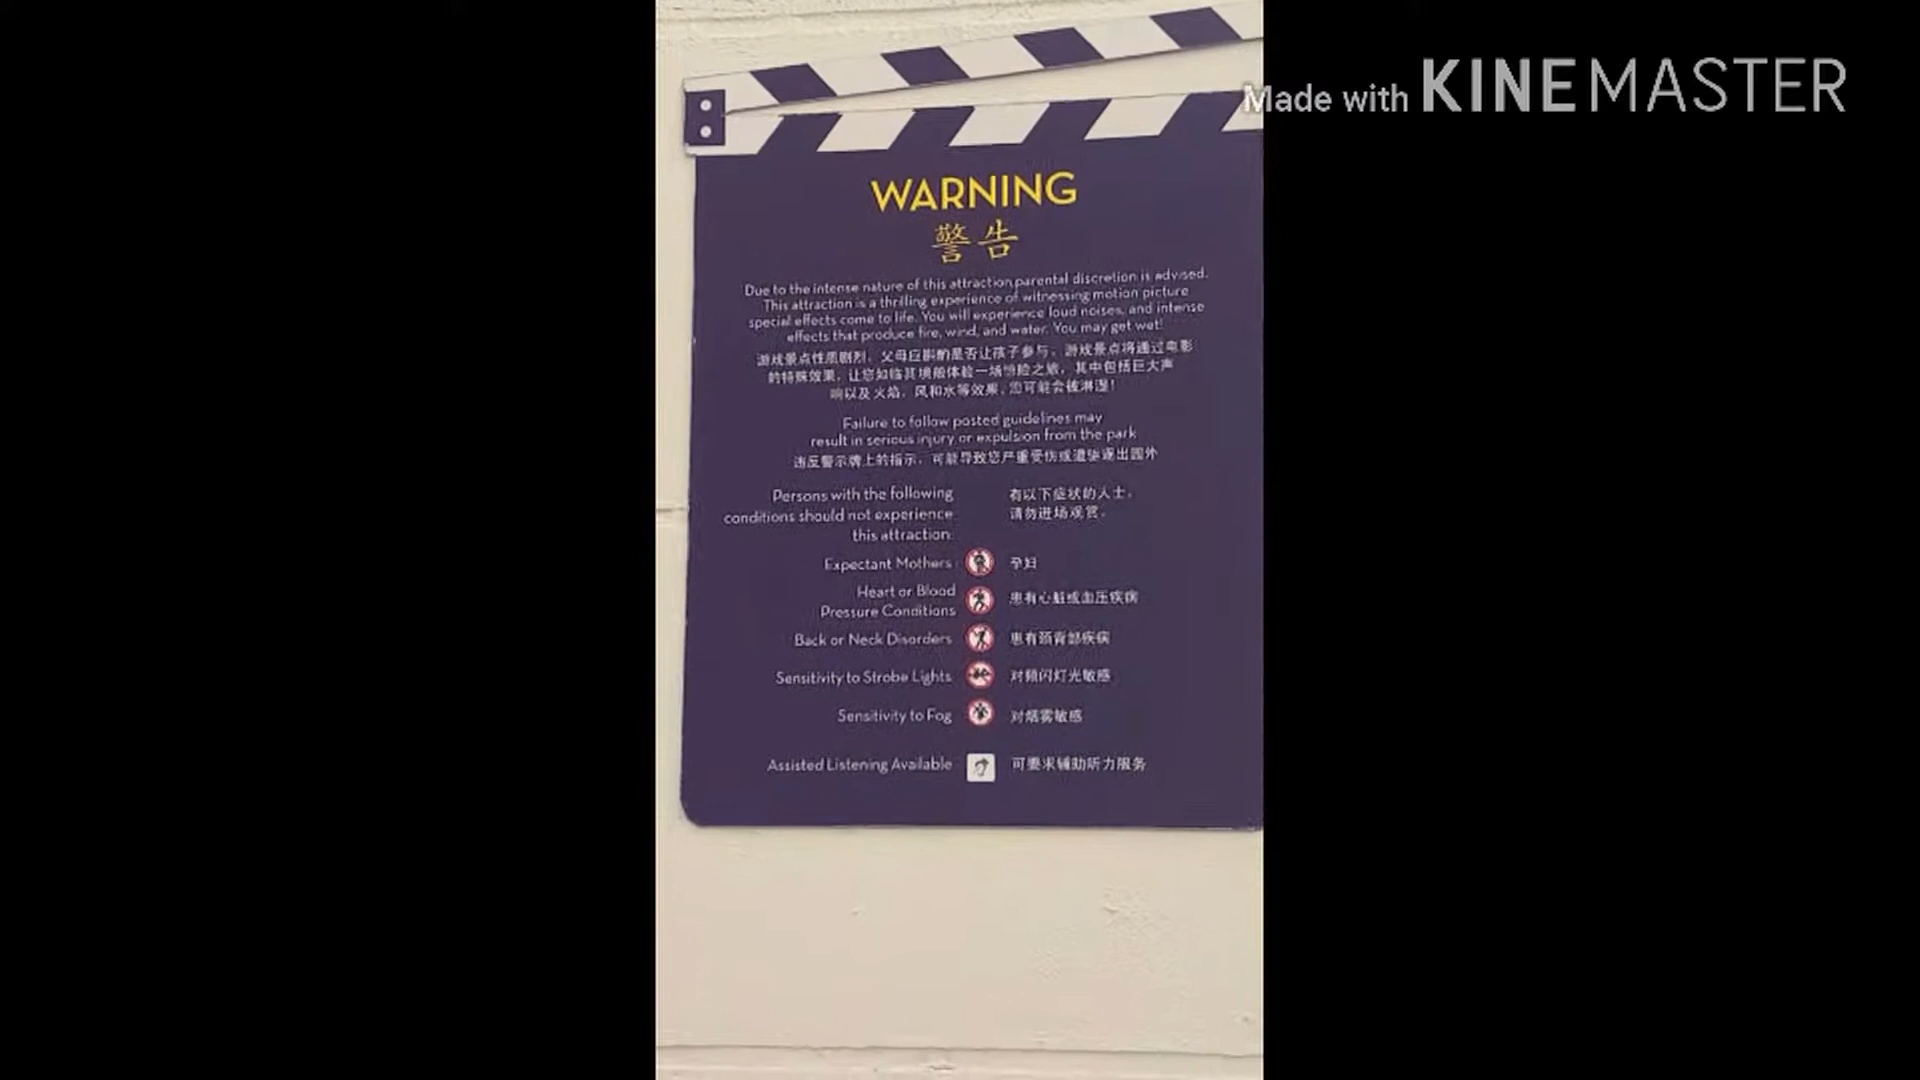 Made with KINEMASTER
WARNING
警告
Due to the intense nature of this attraction, parental discretion is advised.
This attraction is a thrilling experience of witnessing motion picture
special effects come to life. You will experience loud noises, and intense
effects that produce fire, wind, and water. You may get wet!
游戏景点性质剧烈，父母应斟酌是否让孩子参与。游戏景点将通过电影
的特殊效果，让您如临其境般体验一场惊险之旅，其中包括巨大声
响以及火焰，风和水等效果，您可能会被淋湿！
Failure to follow posted guidelines may
result in serious injury or expulsion from the park
违反警示牌上的指示，可能导致您严重受伤或遭驱逐出园外
Persons with the following
conditions should not experience
this attraction:
有以下症状的人士，
请勿进场观赏。
Expectant Mothers 孕妇
Heart or Blood
Pressure Conditions
患有心脏或血压疾病
Back or Neck Disorders 患有颈背部疾病
Sensitivity to Strobe Lights 对频闪灯光敏感
Sensitivity to Fog 对烟雾敏感
Assisted Listening Available 可要求辅助听力服务